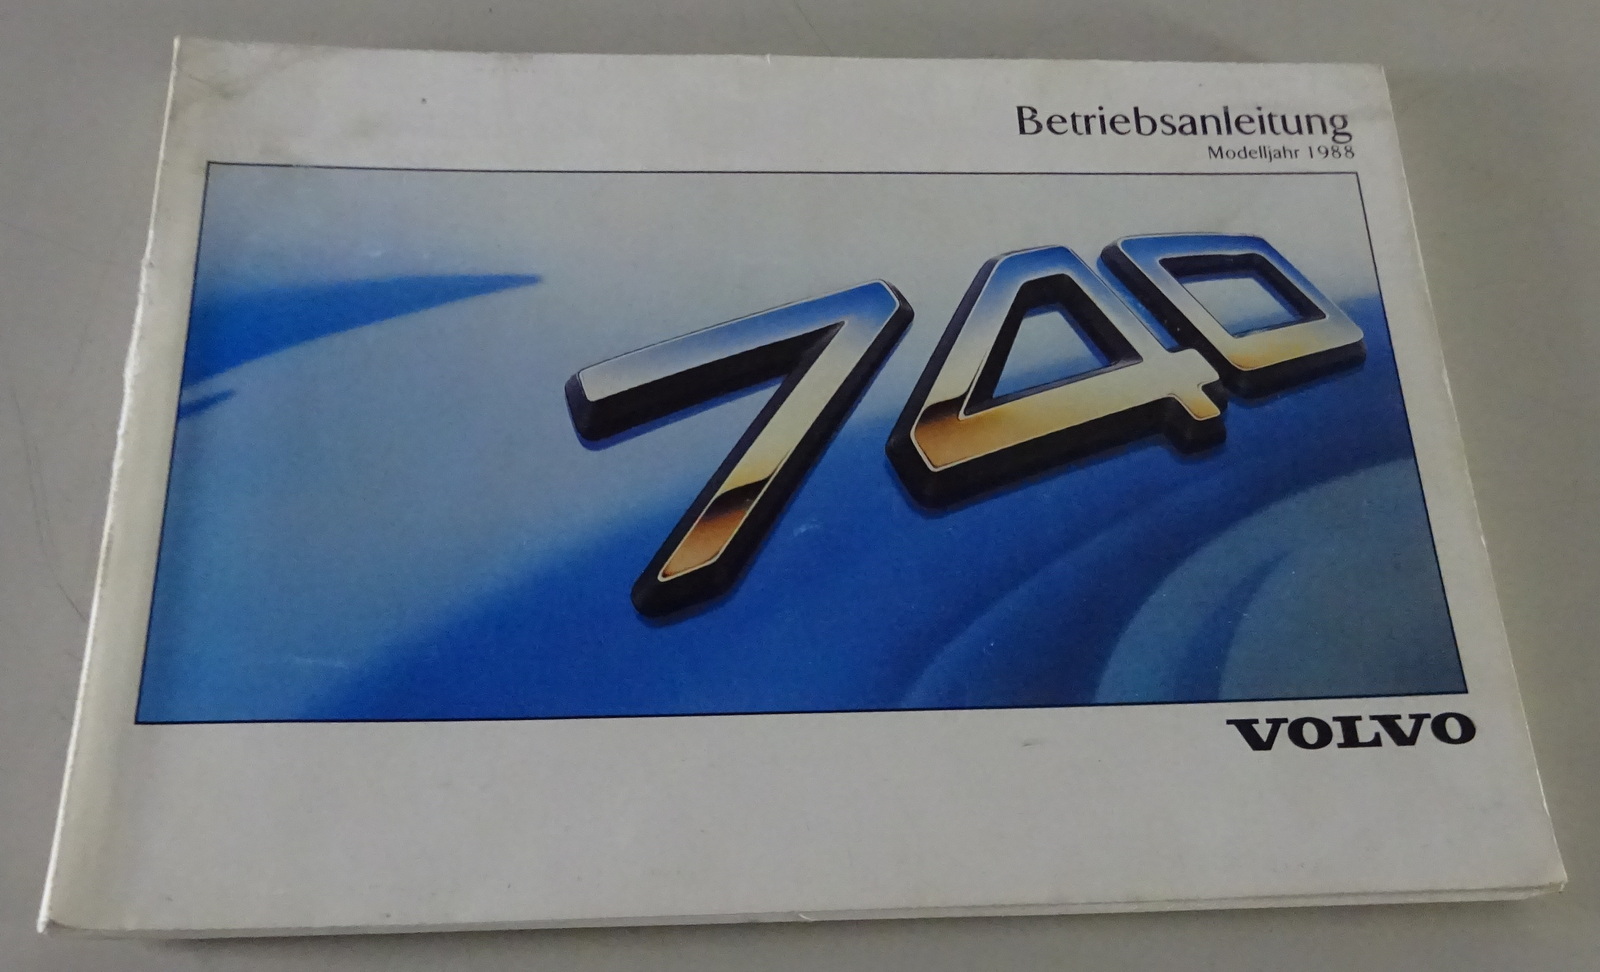 Betriebsanleitung
Modelljahr 1988
740
VOLVO